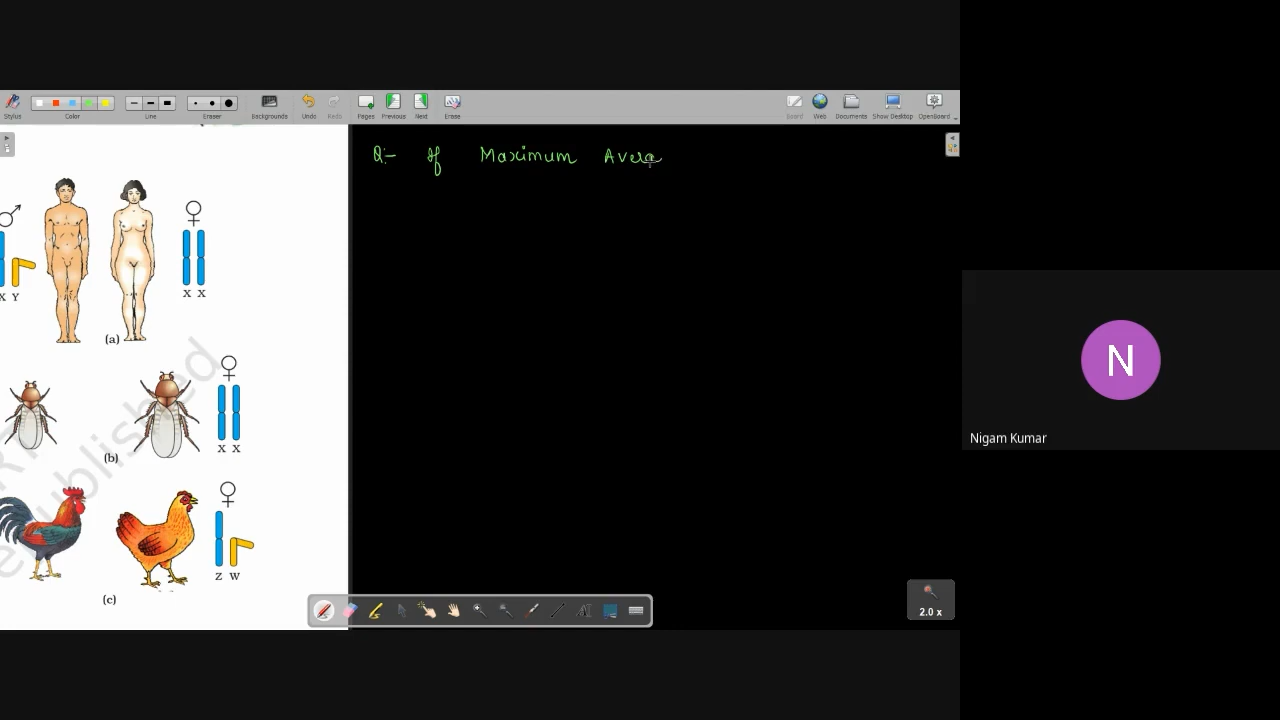 Stylus
Color
Line
Eraser
Backgrounds
Undo
Redo
Pages
Previous
Next
Erase
Board
Web
Documents
Show Desktop
OpenBoard
Q:- If Maximum Avera
X Y
X X
(a)
X X
(b)
Z W
(c)
republished
2.0 x
N
Nigam Kumar